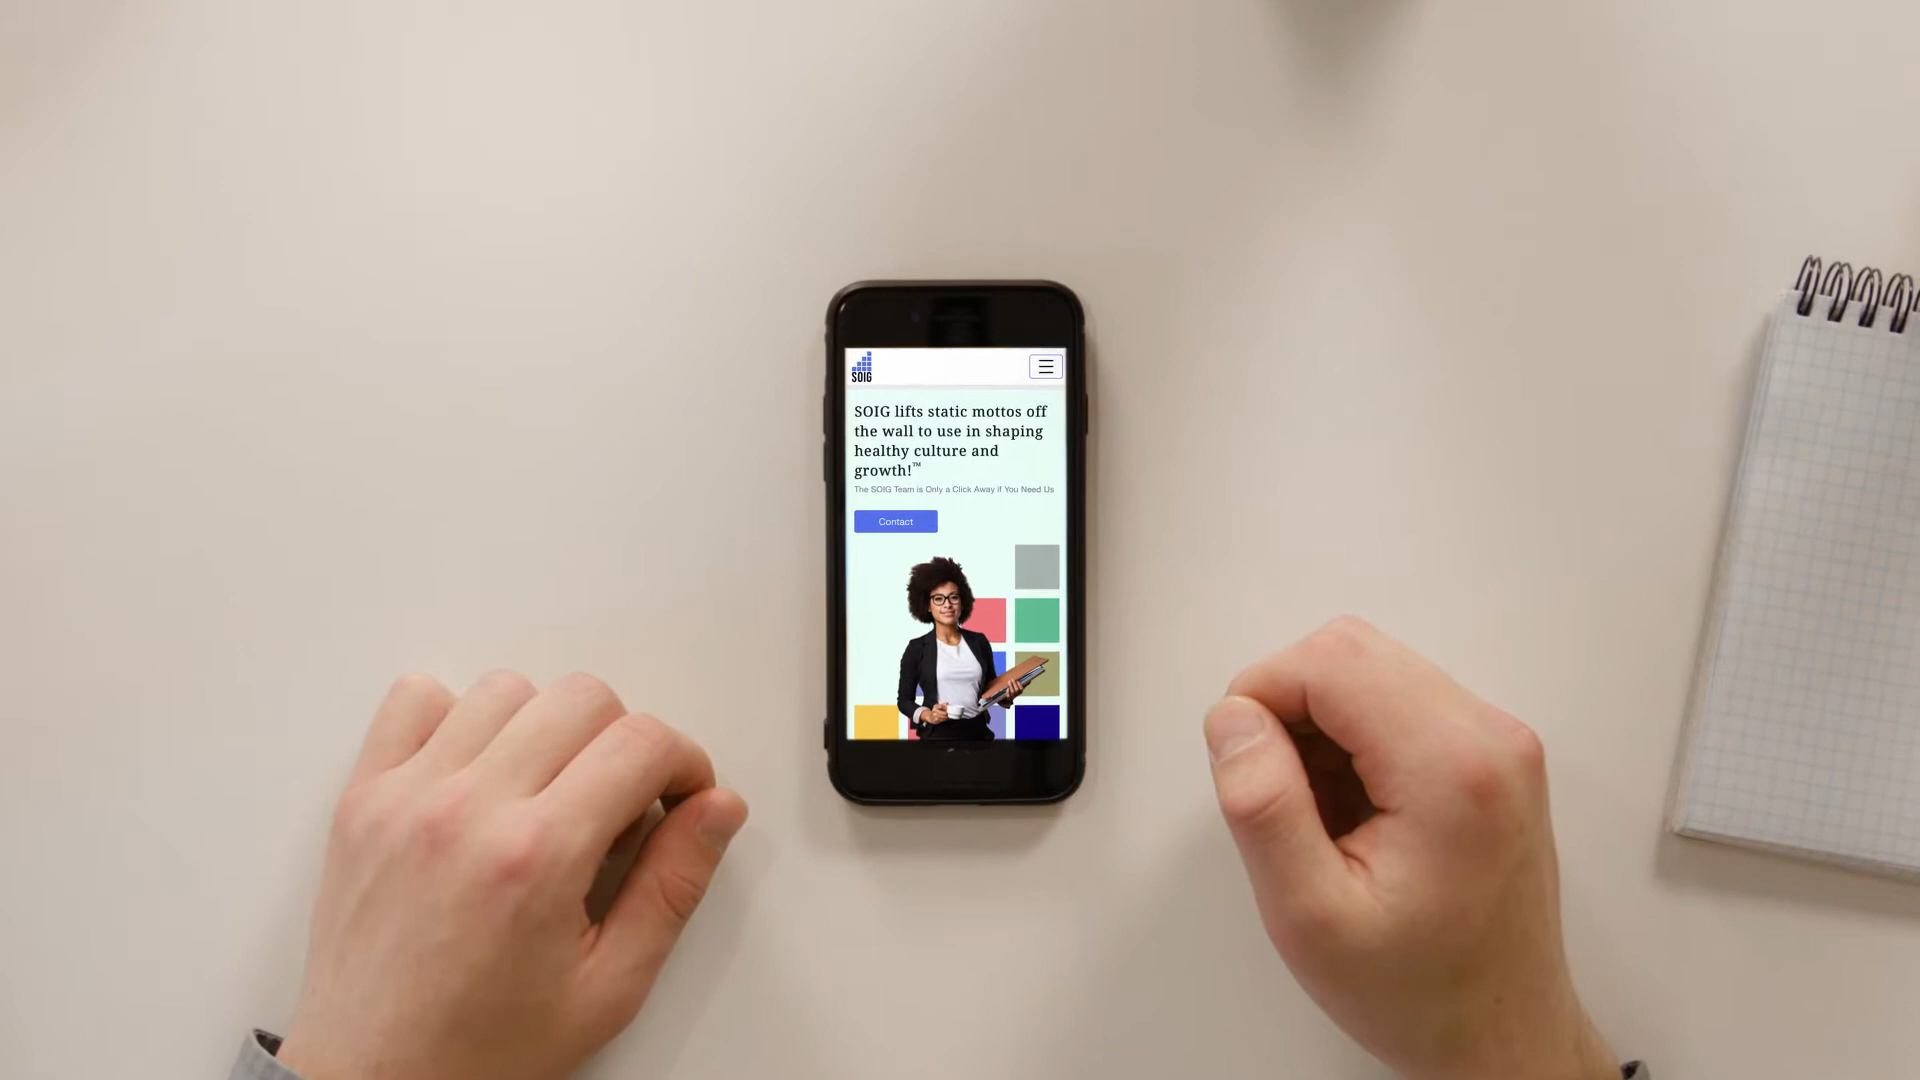 SOIG
SOIG lifts static mottos off
the wall to use in shaping
healthy culture and
growth!™
The SOIG Team is Only a Click Away if You Need Us
Contact